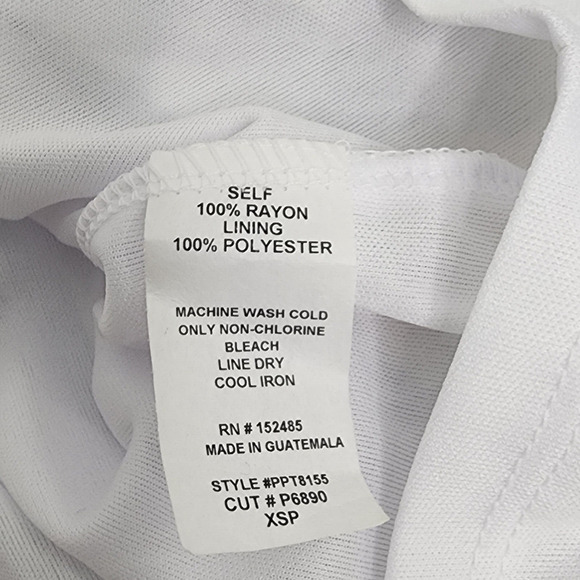 SELF
100% RAYON
LINING
100% POLYESTER
MACHINE WASH COLD
ONLY NON-CHLORINE
BLEACH
LINE DRY
COOL IRON
RN # 152485
MADE IN GUATEMALA
STYLE #PPT8155
CUT # P6890
XSP